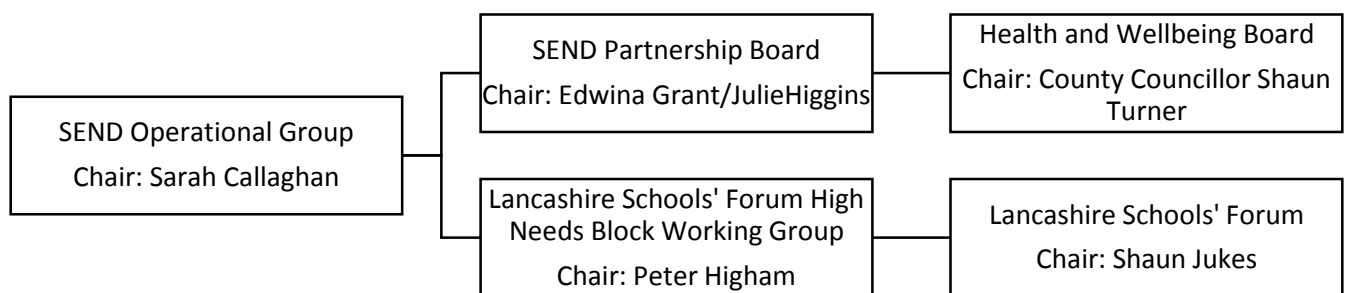 SEND Operational Group
Chair: Sarah Callaghan
SEND Partnership Board
Chair: Edwina Grant/JulieHiggins
Lancashire Schools' Forum High
Needs Block Working Group
Chair: Peter Higham
Health and Wellbeing Board
Chair: County Councillor Shaun
Turner
Lancashire Schools' Forum
Chair: Shaun Jukes